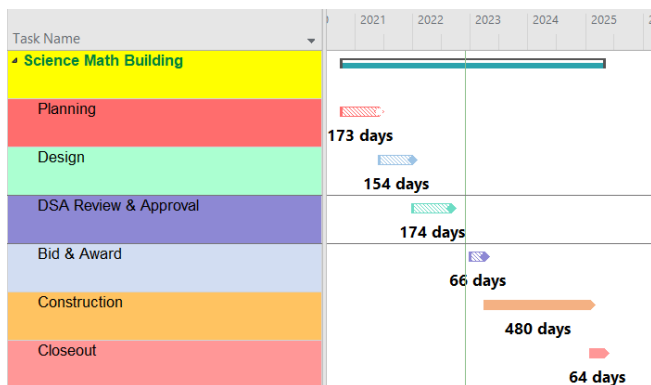 2021 2022 2023 2024 2025
Task Name
Science Math Building
Planning
173 days
Design
154 days
DSA Review & Approval
174 days
Bid & Award
66 days
Construction
480 days
Closeout
64 days